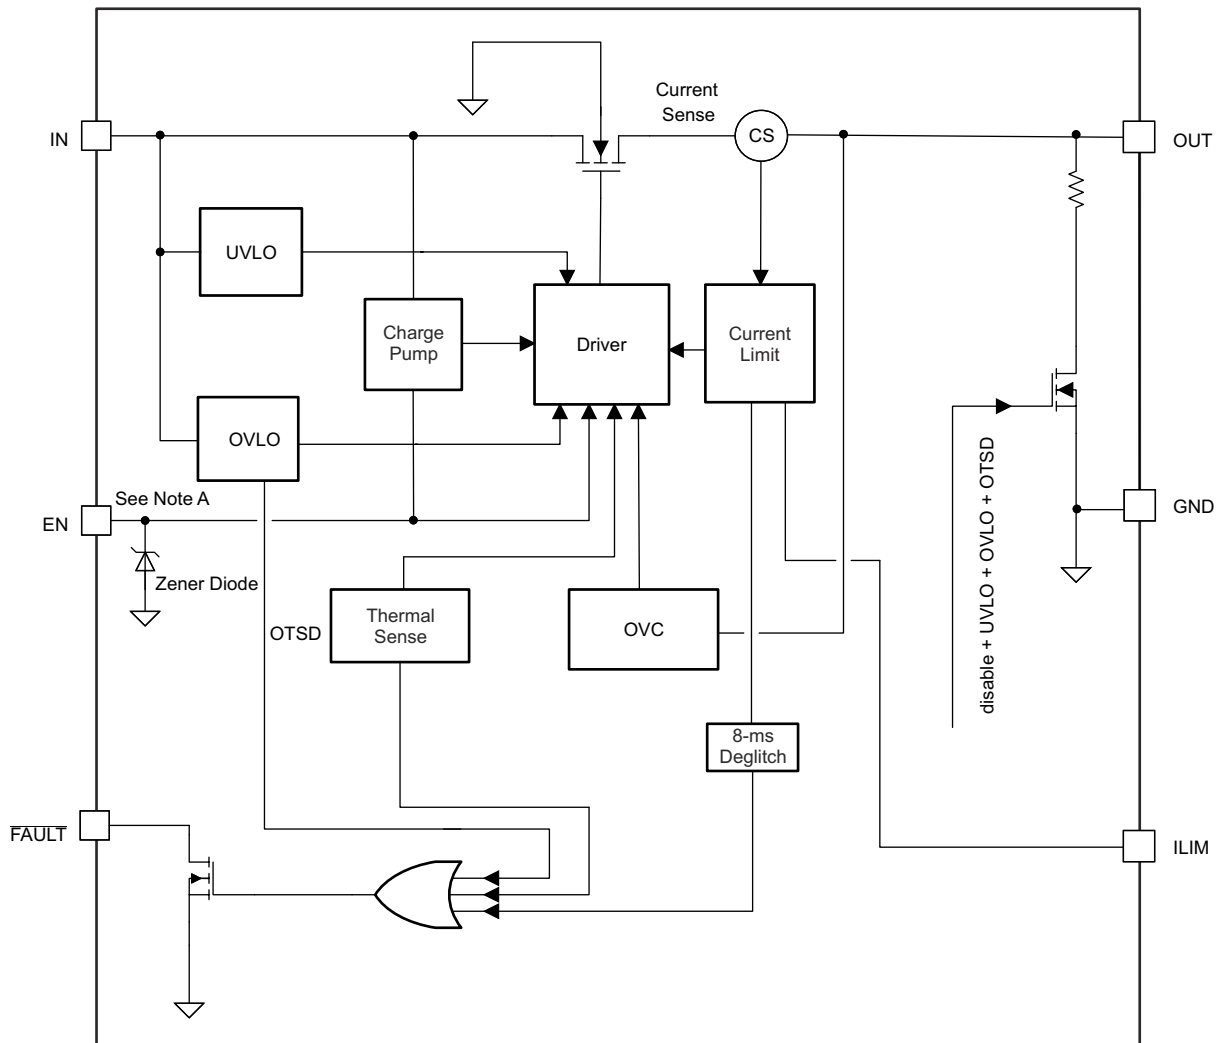 Current
Sense
IN
CS
OUT
UVLO
Charge
Pump
Driver
Current
Limit
OVLO
See Note A
EN
GND
Zener Diode
disable + UVLO + OVLO + OTSD
OTSD
Thermal
Sense
OVC
8-ms
Deglitch
FAULT
ILIM